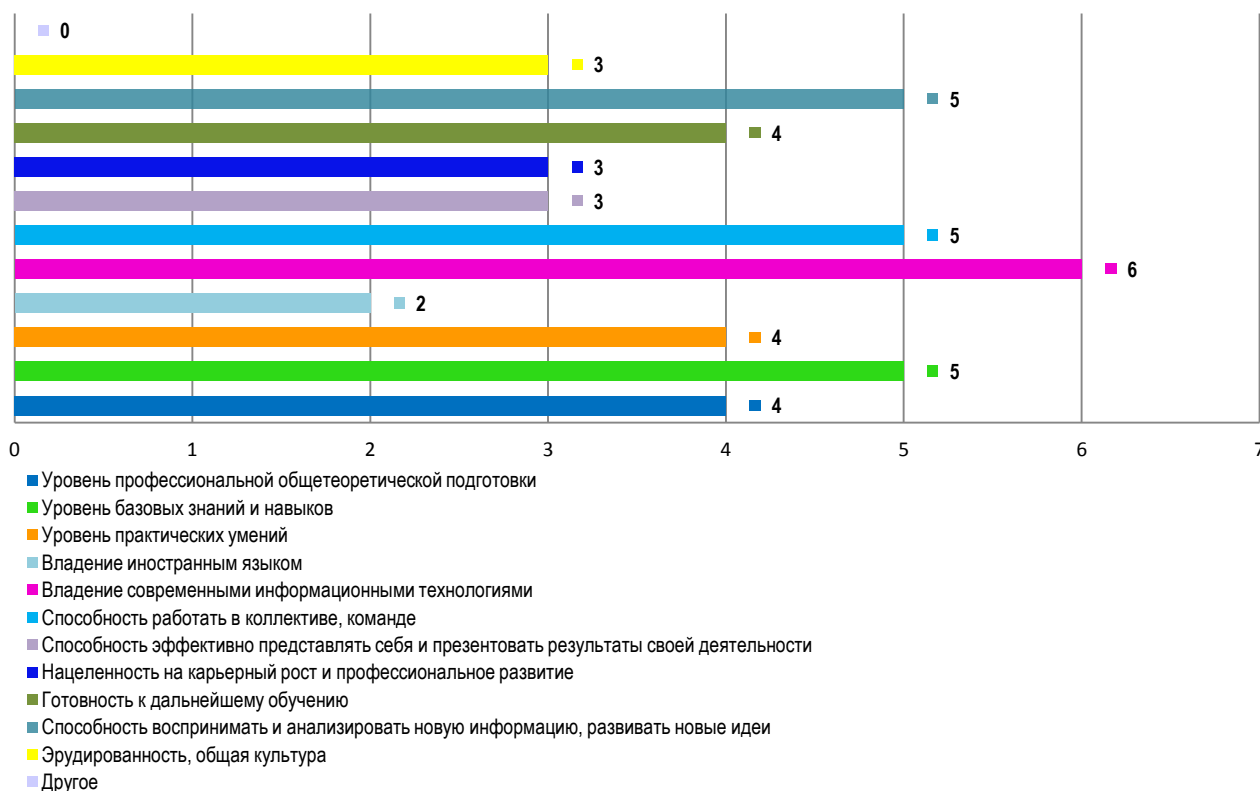 0
3
5
4
3
3
5
6
2
4
5
4
0 1 2 3 4 5 6 7
Уровень профессиональной общетеоретической подготовки
Уровень базовых знаний и навыков
Уровень практических умений
Владение иностранным языком
Владение современными информационными технологиями
Способность работать в коллективе, команде
Способность эффективно представлять себя и презентовать результаты своей деятельности
Нацеленность на карьерный рост и профессиональное развитие
Готовность к дальнейшему обучению
Способность воспринимать и анализировать новую информацию, развивать новые идеи
Эрудированность, общая культура
Другое